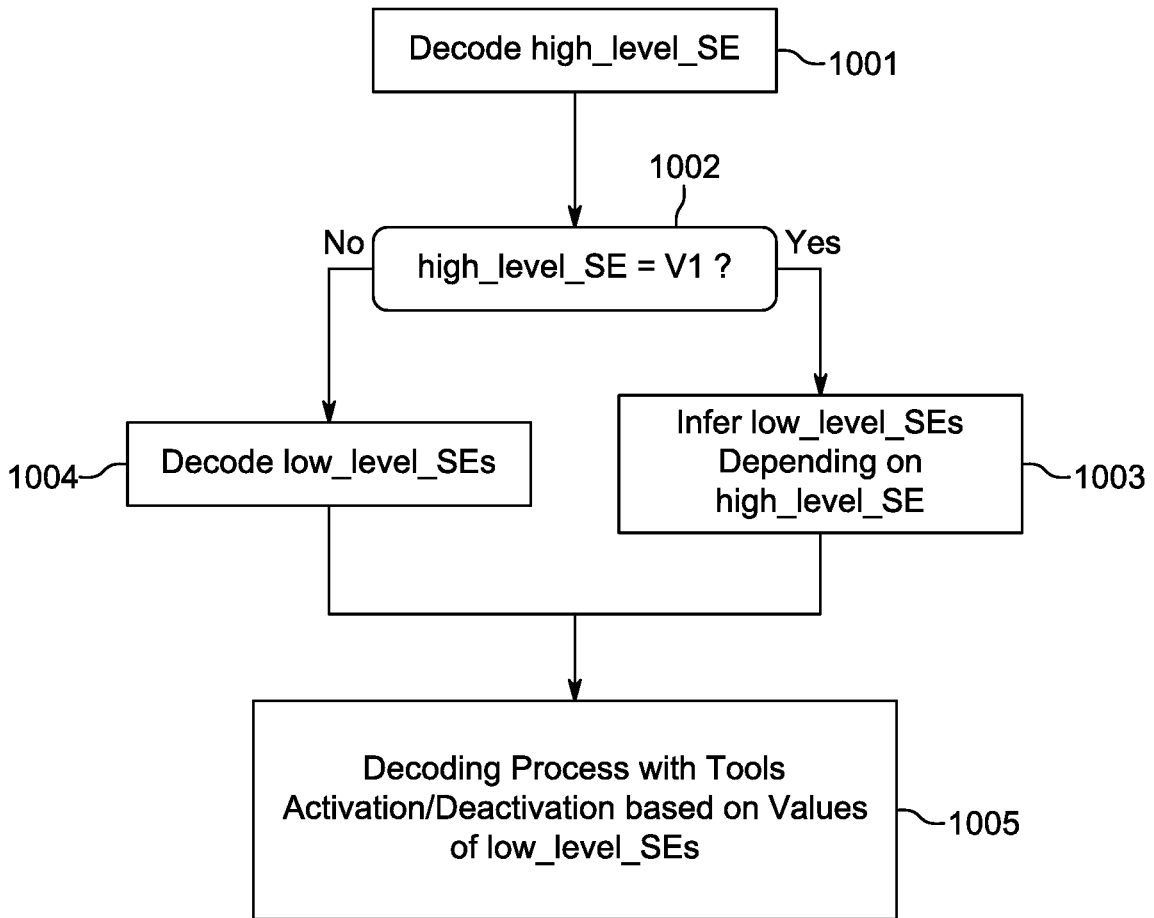 Decode high_level_SE
1001
1002
No
Yes
high_level_SE = V1 ?
Infer low_level_SEs
Depending on
high_level_SE
1003
1004
Decode low_level_SEs
Decoding Process with Tools
Activation/Deactivation based on Values
of low_level_SEs
1005